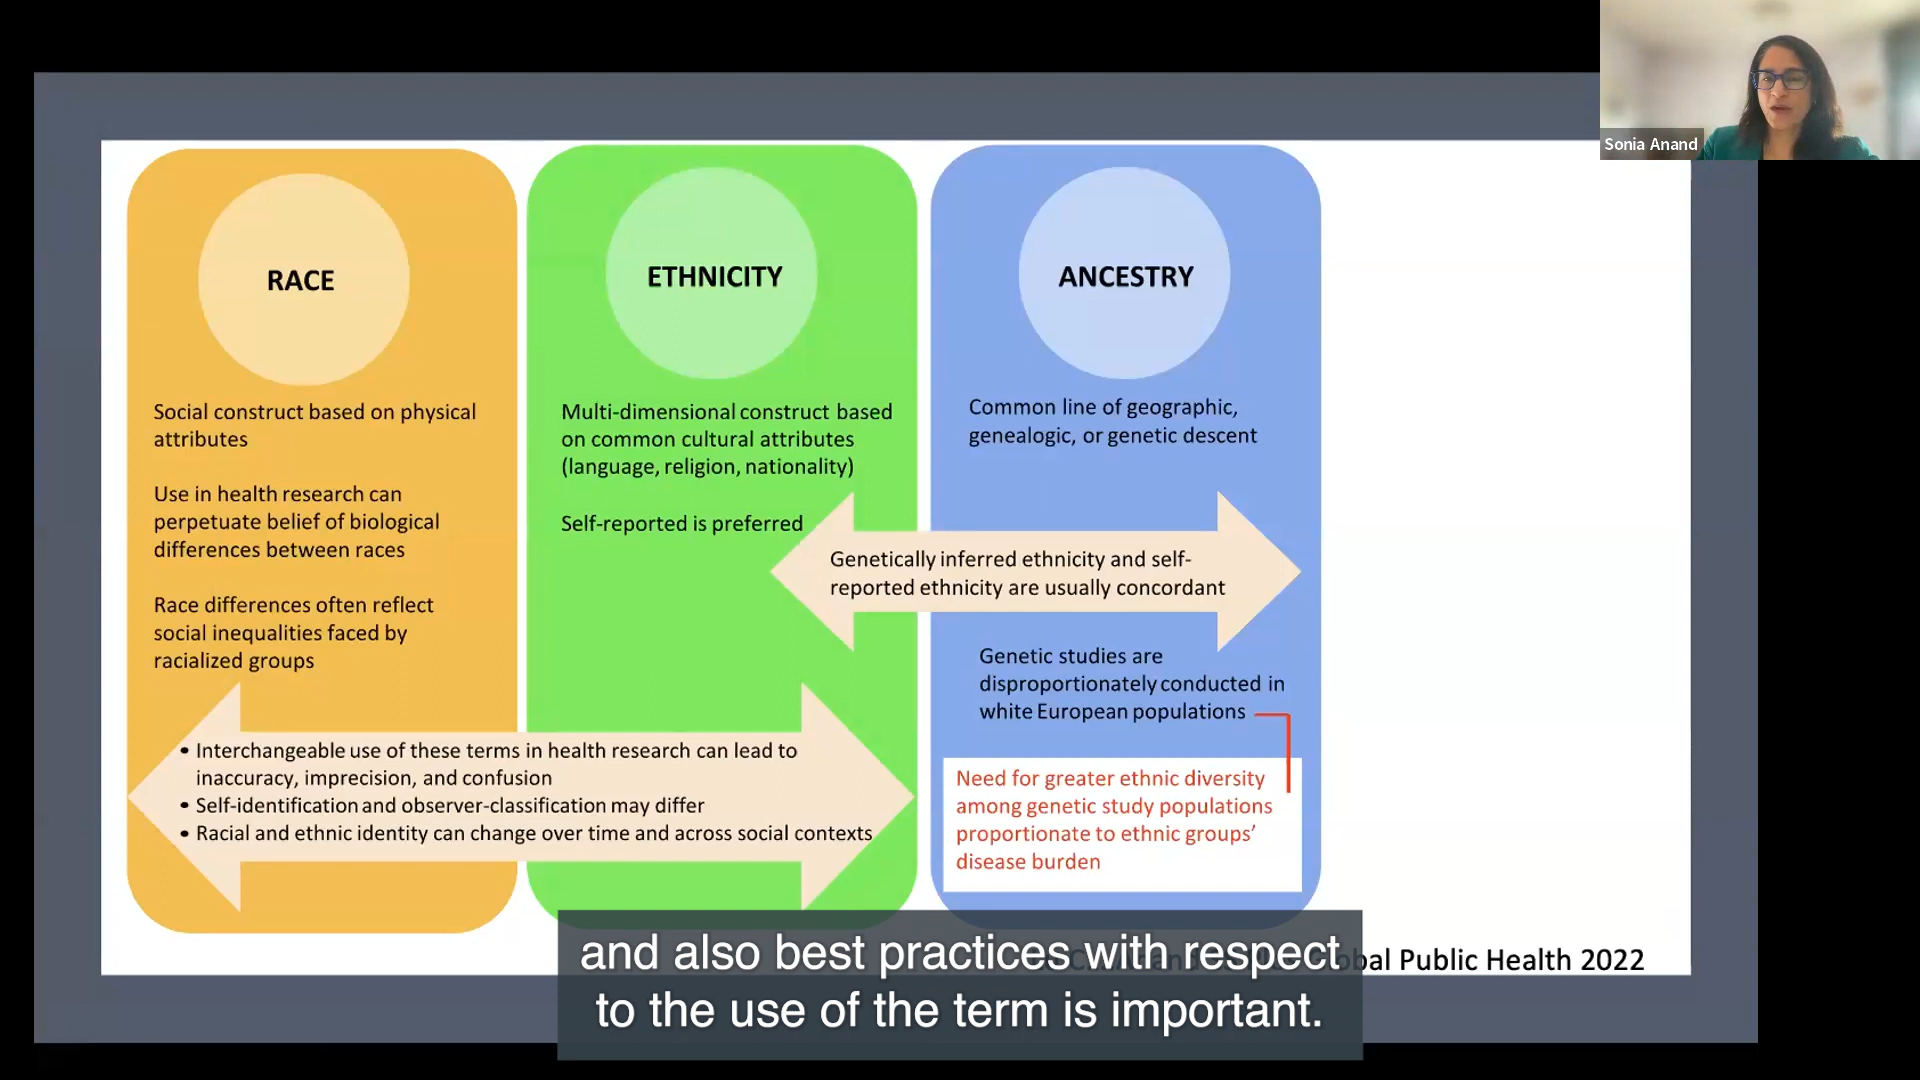 Sonia Anand
RACE
Social construct based on physical
attributes
Use in health research can
perpetuate belief of biological
differences between races
Race differences often reflect
social inequalities faced by
racialized groups
ETHNICITY
Multi-dimensional construct based
on common cultural attributes
(language, religion, nationality)
Self-reported is preferred
ANCESTRY
Common line of geographic,
genealogic, or genetic descent
Genetically inferred ethnicity and self-
reported ethnicity are usually concordant
Genetic studies are
disproportionately conducted in
white European populations
Need for greater ethnic diversity
among genetic study populations
proportionate to ethnic groups’
disease burden
• Interchangeable use of these terms in health research can lead to
inaccuracy, imprecision, and confusion
• Self-identification and observer-classification may differ
• Racial and ethnic identity can change over time and across social contexts
Public Health 2022
and also best practices with respect
to the use of the term is important.